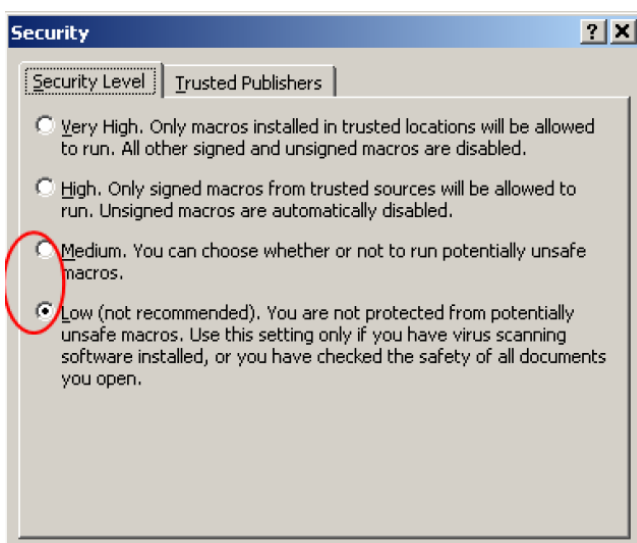 Security
Security Level
Trusted Publishers
Very High. Only macros installed in trusted locations will be allowed
to run. All other signed and unsigned macros are disabled.
High. Only signed macros from trusted sources will be allowed to
run. Unsigned macros are automatically disabled.
Medium. You can choose whether or not to run potentially unsafe
macros.
Low (not recommended). You are not protected from potentially
unsafe macros. Use this setting only if you have virus scanning
software installed, or you have checked the safety of all documents
you open.